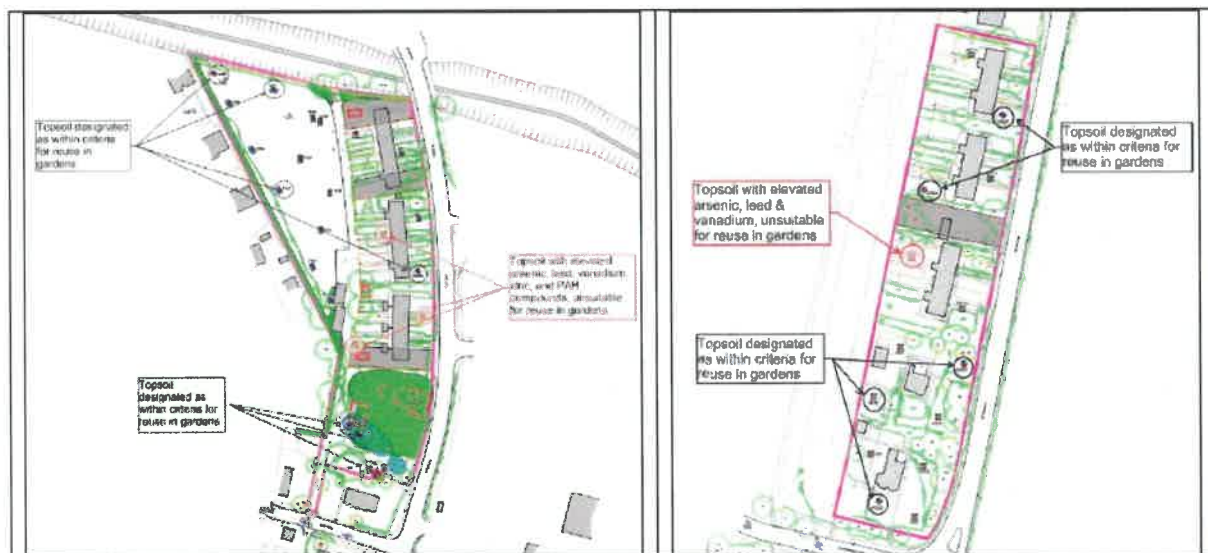 Topsoil designated
as within criteria
for reuse in
gardens
Topsoil with elevated
arsenic, lead, vanadium,
zinc, and PAH
compounds, unsuitable
for reuse in gardens
Topsoil
designated as
within criteria for
reuse in gardens
Topsoil designated
as within criteria for
reuse in gardens
Topsoil with elevated
arsenic, lead &
vanadium, unsuitable
for reuse in gardens
Topsoil designated
as within criteria for
reuse in gardens